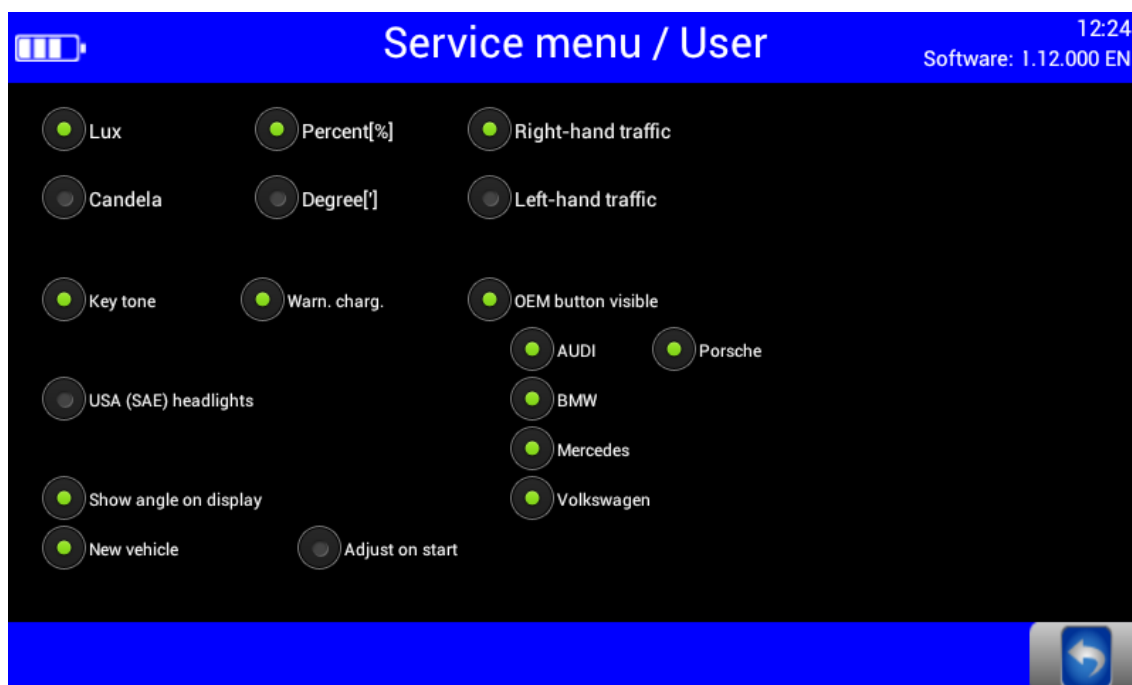 Service menu / User
12:24
Software: 1.12.000 EN
Lux
Percent[%]
Right-hand traffic
Candela
Degree[']
Left-hand traffic
Key tone
Warn. charg.
OEM button visible
AUDI
Porsche
USA (SAE) headlights
BMW
Mercedes
Show angle on display
Volkswagen
New vehicle
Adjust on start